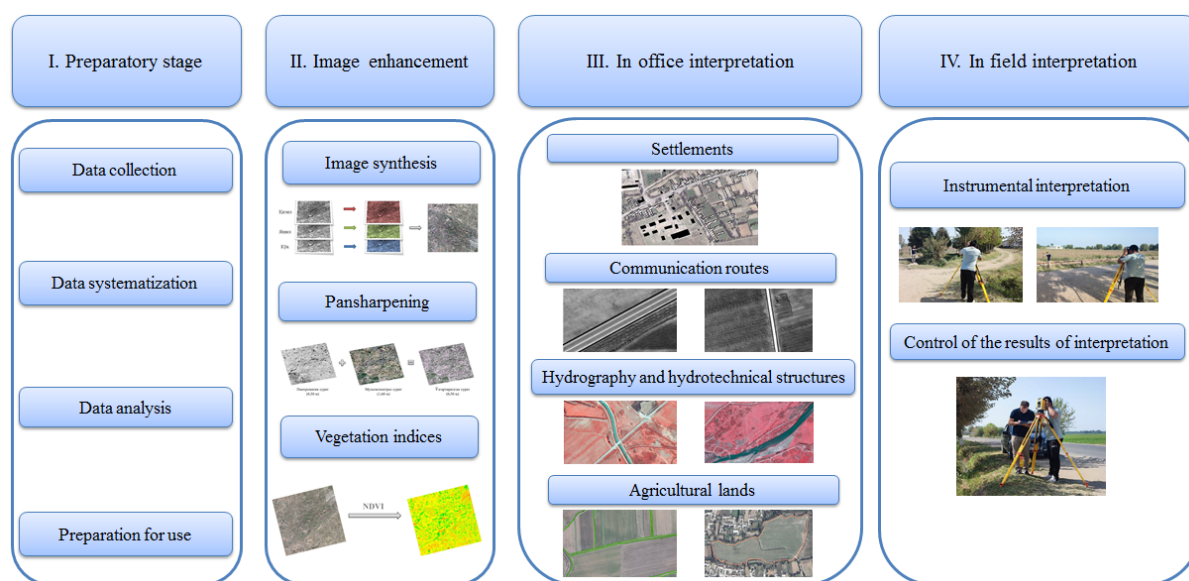 I. Preparatory stage
Data collection
Data systematization
Data analysis
Preparation for use
II. Image enhancement
Image synthesis
Pansharpening
Vegetation indices
NDVI
III. In office interpretation
Settlements
Communication routes
Hydrography and hydrotechnical structures
Agricultural lands
IV. In field interpretation
Instrumental interpretation
Control of the results of interpretation